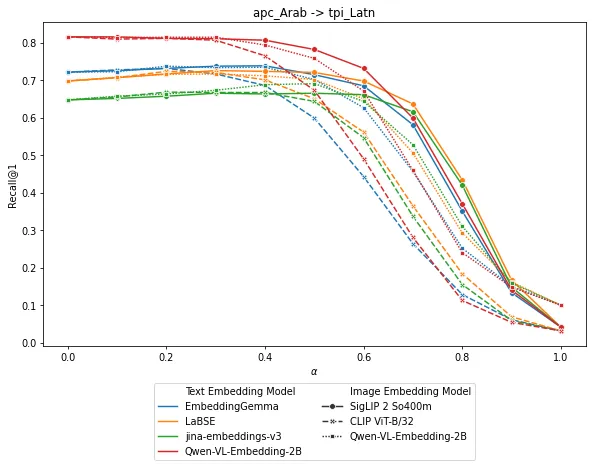 apc_Arab -> tpi_Latn
Recall@1
0.8
0.7
0.6
0.5
0.4
0.3
0.2
0.1
0.0
0.0 0.2 0.4 0.6 0.8 1.0
α
Text Embedding Model
EmbeddingGemma
LaBSE
jina-embeddings-v3
Qwen-VL-Embedding-2B
Image Embedding Model
SigLIP 2 So400m
CLIP ViT-B/32
Qwen-VL-Embedding-2B